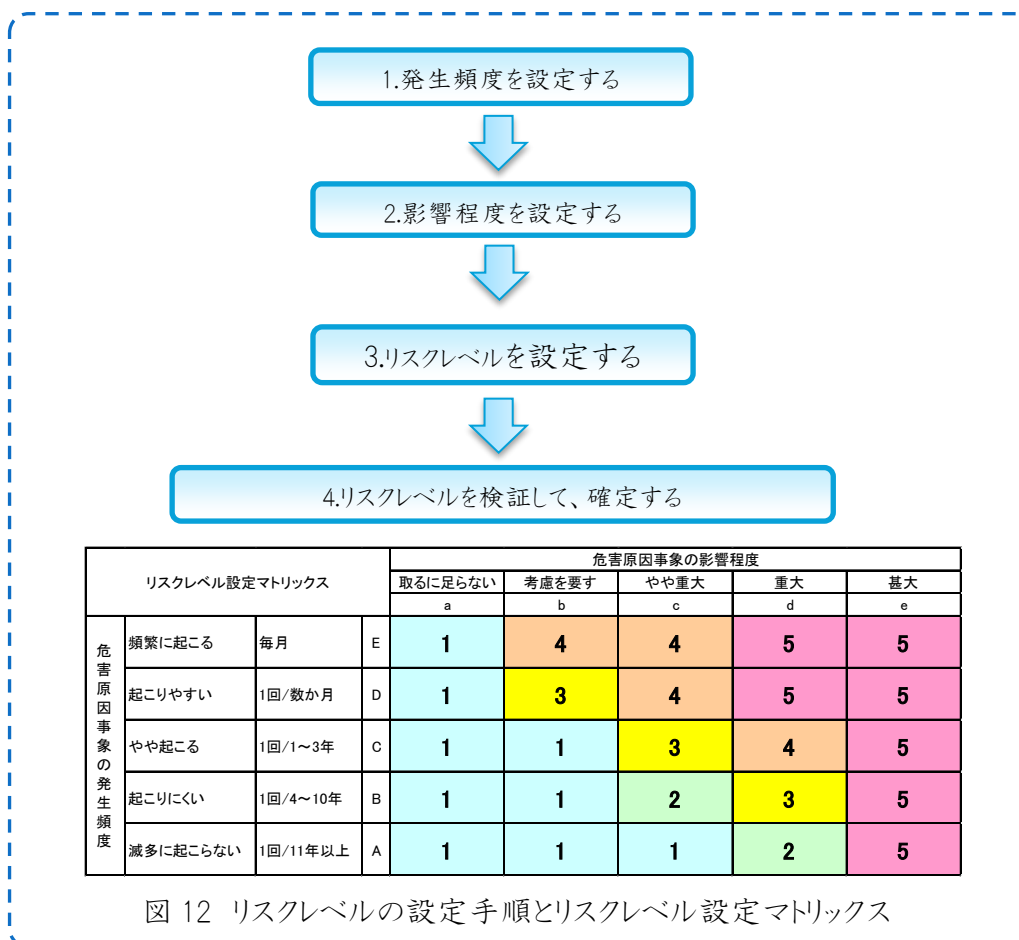 1.発生頻度を設定する
2.影響程度を設定する
3.リスクレベルを設定する
4.リスクレベルを検証して、確定する
リスクレベル設定マトリックス
危害原因事象の影響程度
取るに足らない 考慮を要す やや重大 重大 甚大
a b c d e
危害原因事象の発生頻度
頻繁に起こる 毎月 E 1 4 4 5 5
起こりやすい 1回/数か月 D 1 3 4 5 5
やや起こる 1回/1～3年 C 1 1 3 4 5
起こりにくい 1回/4～10年 B 1 1 2 3 5
滅多に起こらない 1回/11年以上 A 1 1 1 2 5
図 12 リスクレベルの設定手順とリスクレベル設定マトリックス